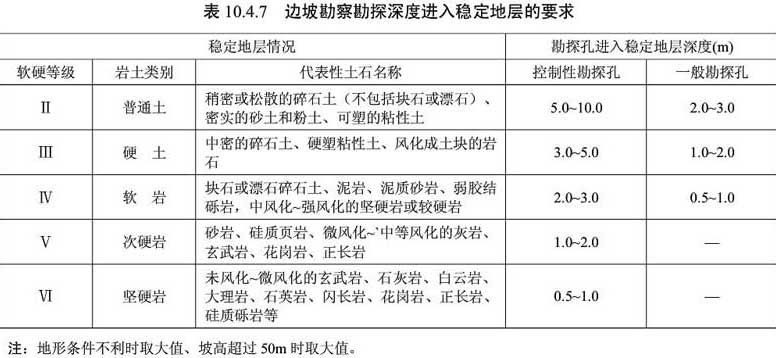 表 10.4.7 边坡勘察勘探深度进入稳定地层的要求
稳定地层情况 勘探孔进入稳定地层深度(m)
软硬等级 岩土类别 代表性土石名称 控制性勘探孔 一般勘探孔
Ⅱ 普通土 稍密或松散的碎石土（不包括块石或漂石）、
密实的砂土和粉土、可塑的粘性土 5.0~10.0 2.0~3.0
Ⅲ 硬 土 中密的碎石土、硬塑粘性土、风化成土块的岩
石 3.0~5.0 1.0~2.0
Ⅳ 软 岩 块石或漂石碎石土、泥岩、泥质砂岩、弱胶结
砾岩，中风化~强风化的坚硬岩或较硬岩 2.0~3.0 0.5~1.0
Ⅴ 次硬岩 砂岩、硅质页岩、微风化~`中等风化的灰岩、
玄武岩、花岗岩、正长岩 1.0~2.0 —
Ⅵ 坚硬岩 未风化~微风化的玄武岩、石灰岩、白云岩、
大理岩、石英岩、闪长岩、花岗岩、正长岩、
硅质砾岩等 0.5~1.0 —
注：地形条件不利时取大值、坡高超过 50m 时取大值。